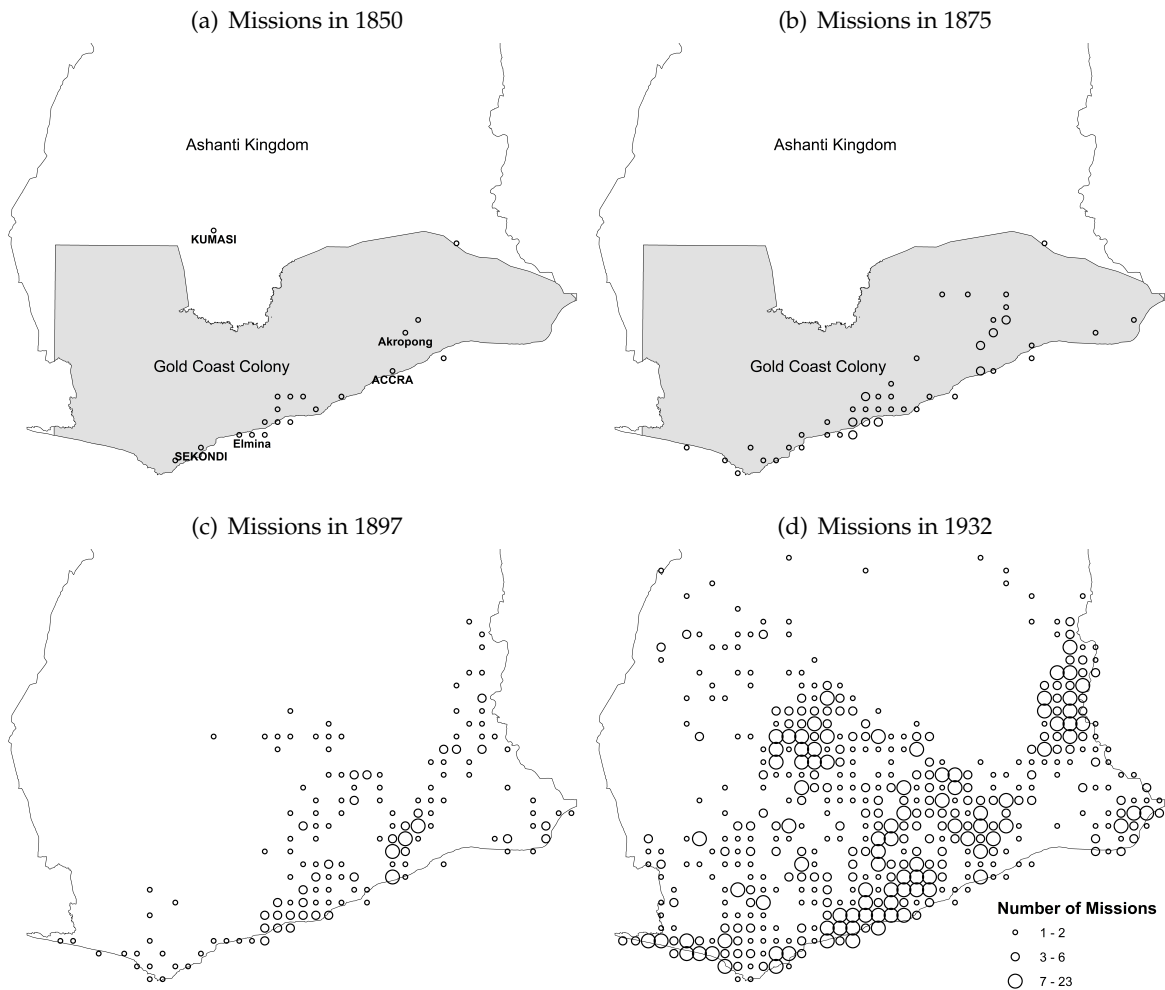 (a) Missions in 1850
(b) Missions in 1875
Ashanti Kingdom
Ashanti Kingdom
KUMASI
Akropong
Gold Coast Colony
Gold Coast Colony
ACCRA
Elmina
SEKONDI
(c) Missions in 1897
(d) Missions in 1932
Number of Missions
1 - 2
3 - 6
7 - 23